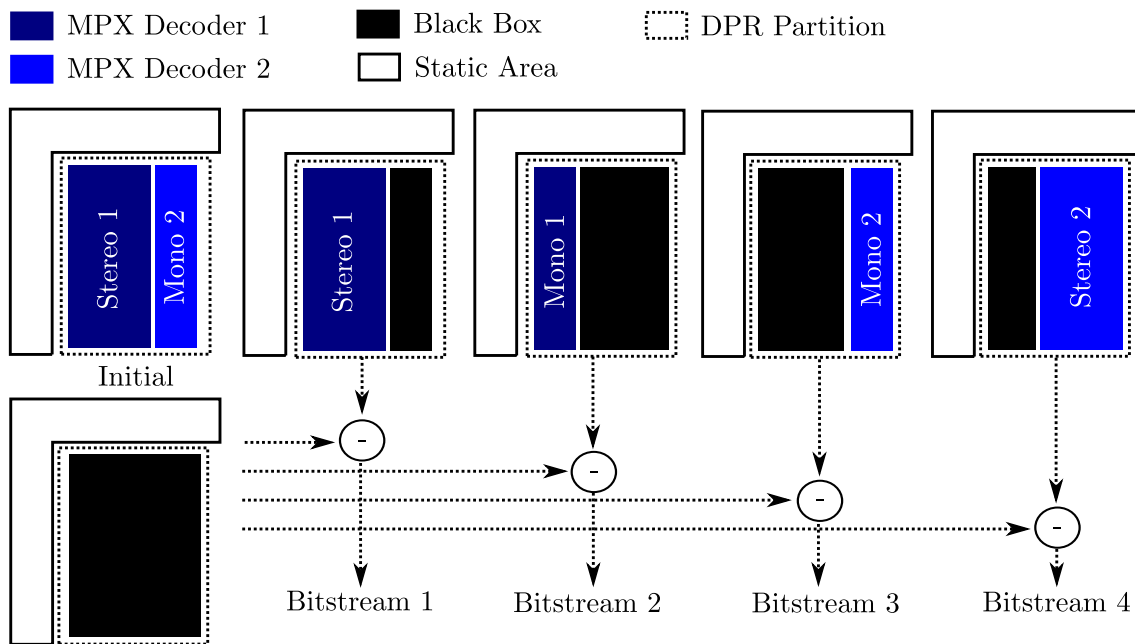 MPX Decoder 1
Black Box
DPR Partition
MPX Decoder 2
Static Area
Stereo 1
Mono 2
Stereo 1
Mono 1
Mono 2
Stereo 2
Initial
-
-
-
-
Bitstream 1
Bitstream 2
Bitstream 3
Bitstream 4